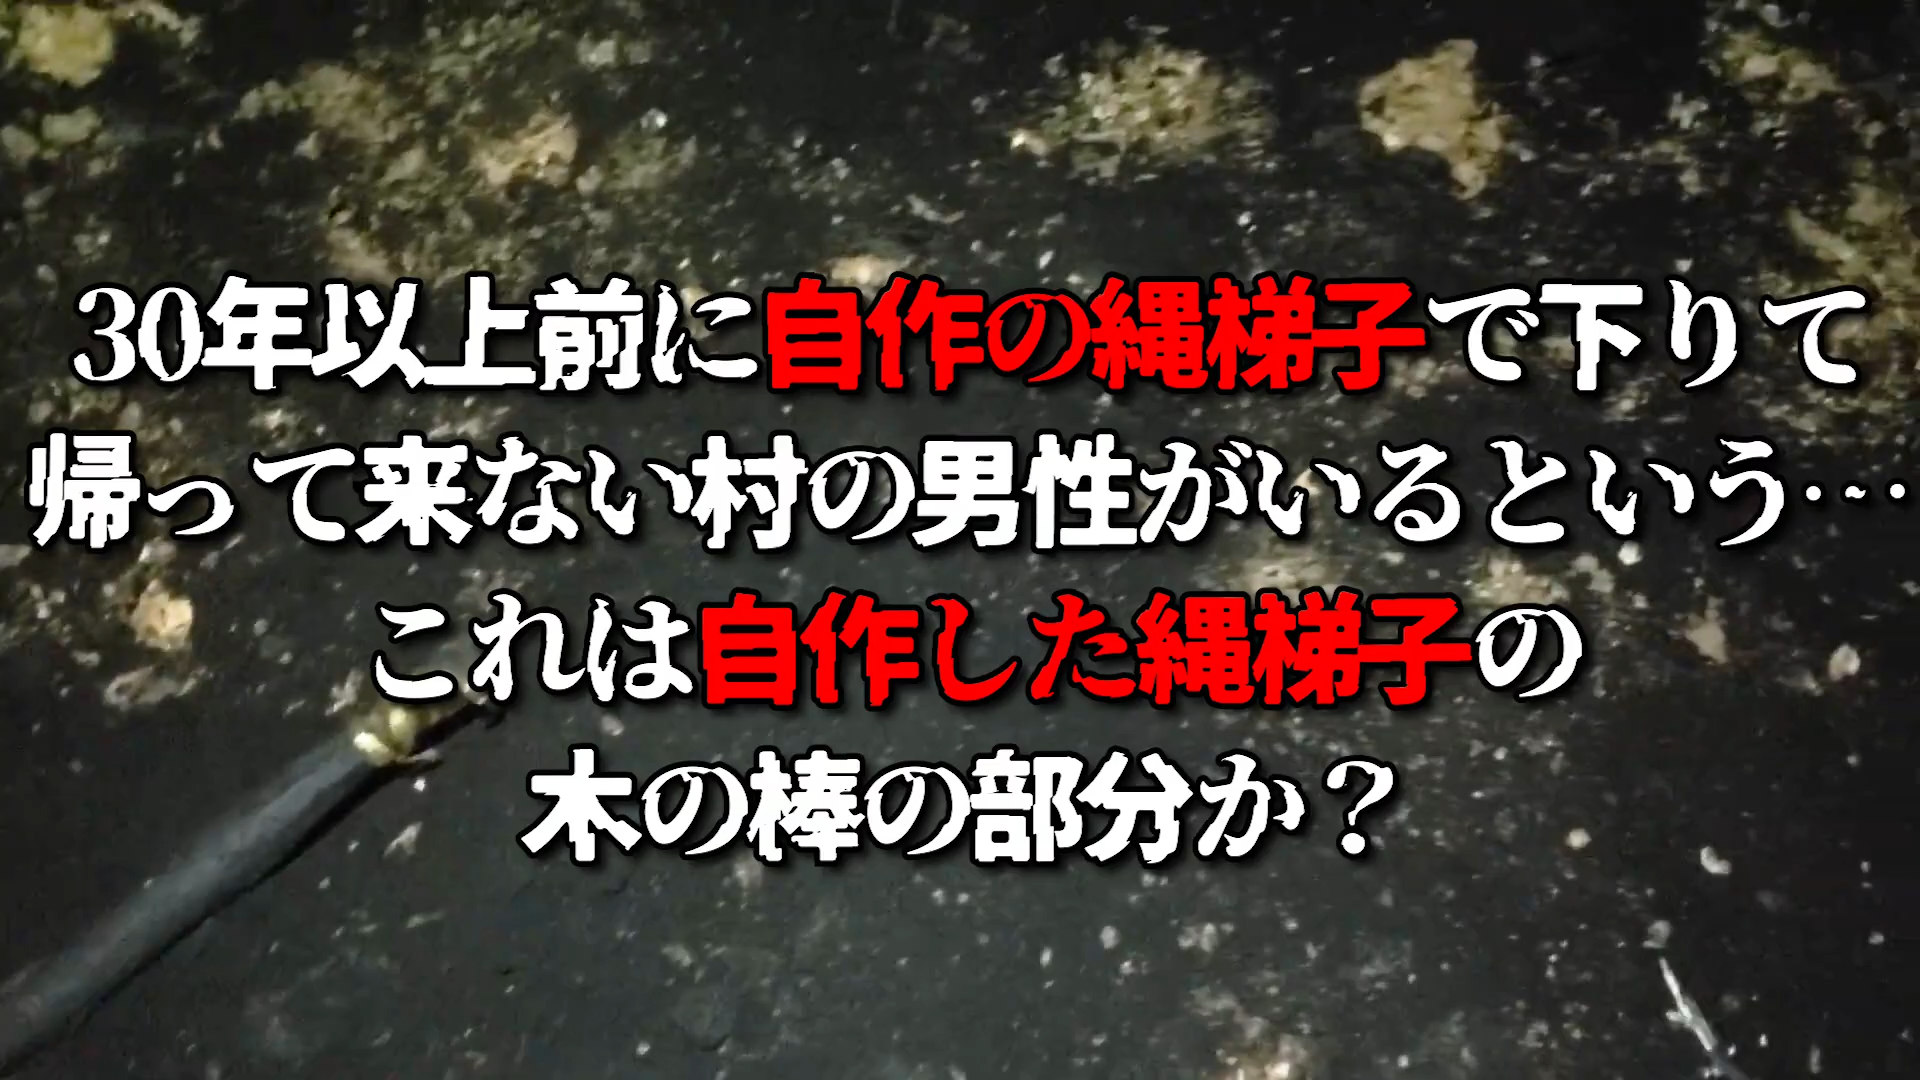 30年以上前に自作の縄梯子で下りて
帰って来ない村の男性がいるという…
これは自作した縄梯子の
木の棒の部分か？